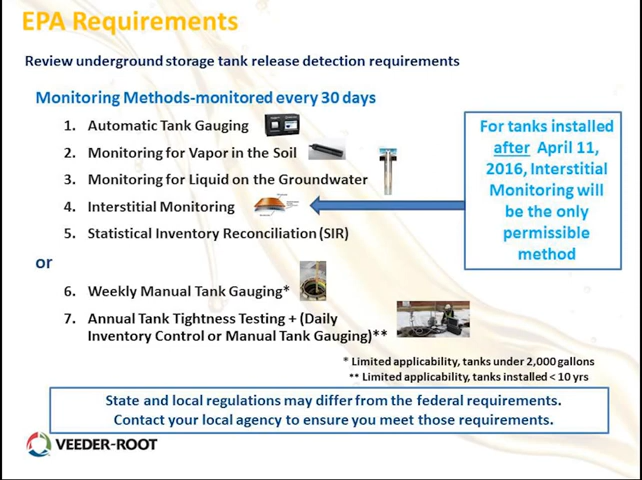 EPA Requirements
Review underground storage tank release detection requirements
Monitoring Methods-monitored every 30 days
1. Automatic Tank Gauging
2. Monitoring for Vapor in the Soil
3. Monitoring for Liquid on the Groundwater
4. Interstitial Monitoring
5. Statistical Inventory Reconciliation (SIR)
For tanks installed
after April 11,
2016, Interstitial
Monitoring will
be the only
permissible
method
or
6. Weekly Manual Tank Gauging*
7. Annual Tank Tightness Testing + (Daily
Inventory Control or Manual Tank Gauging)**
* Limited applicability, tanks under 2,000 gallons
** Limited applicability, tanks installed < 10 yrs
State and local regulations may differ from the federal requirements.
Contact your local agency to ensure you meet those requirements.
VEEDER-ROOT